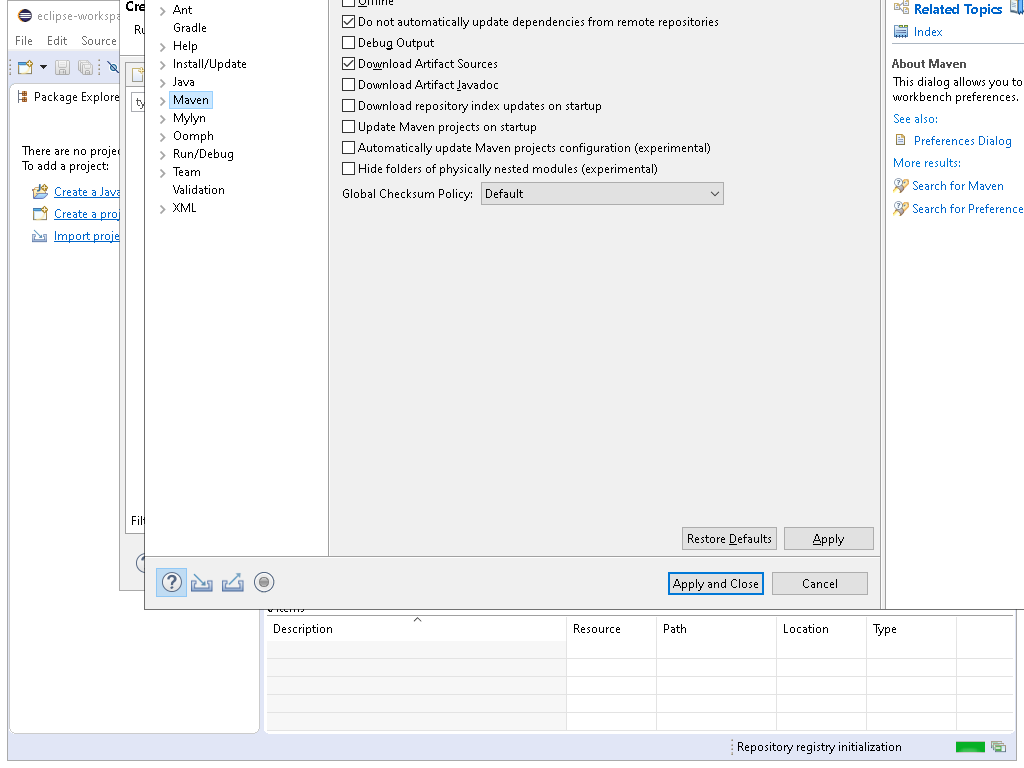 eclipse-workspa
File Edit Source
Package Explore
There are no projec
To add a project:
Create a Java
Create a proj
Import proje
Cre
Ru
ty
Filt
Ant
Gradle
Help
Install/Update
Java
Maven
Mylyn
Oomph
Run/Debug
Team
Validation
XML
Offline
Do not automatically update dependencies from remote repositories
Debug Output
Download Artifact Sources
Download Artifact Javadoc
Download repository index updates on startup
Update Maven projects on startup
Automatically update Maven projects configuration (experimental)
Hide folders of physically nested modules (experimental)
Global Checksum Policy: Default
Restore Defaults Apply
Apply and Close Cancel
Related Topics
Index
About Maven
This dialog allows you to
workbench preferences.
See also:
Preferences Dialog
More results:
Search for Maven
Search for Preference
items
Description Resource Path Location Type
Repository registry initialization